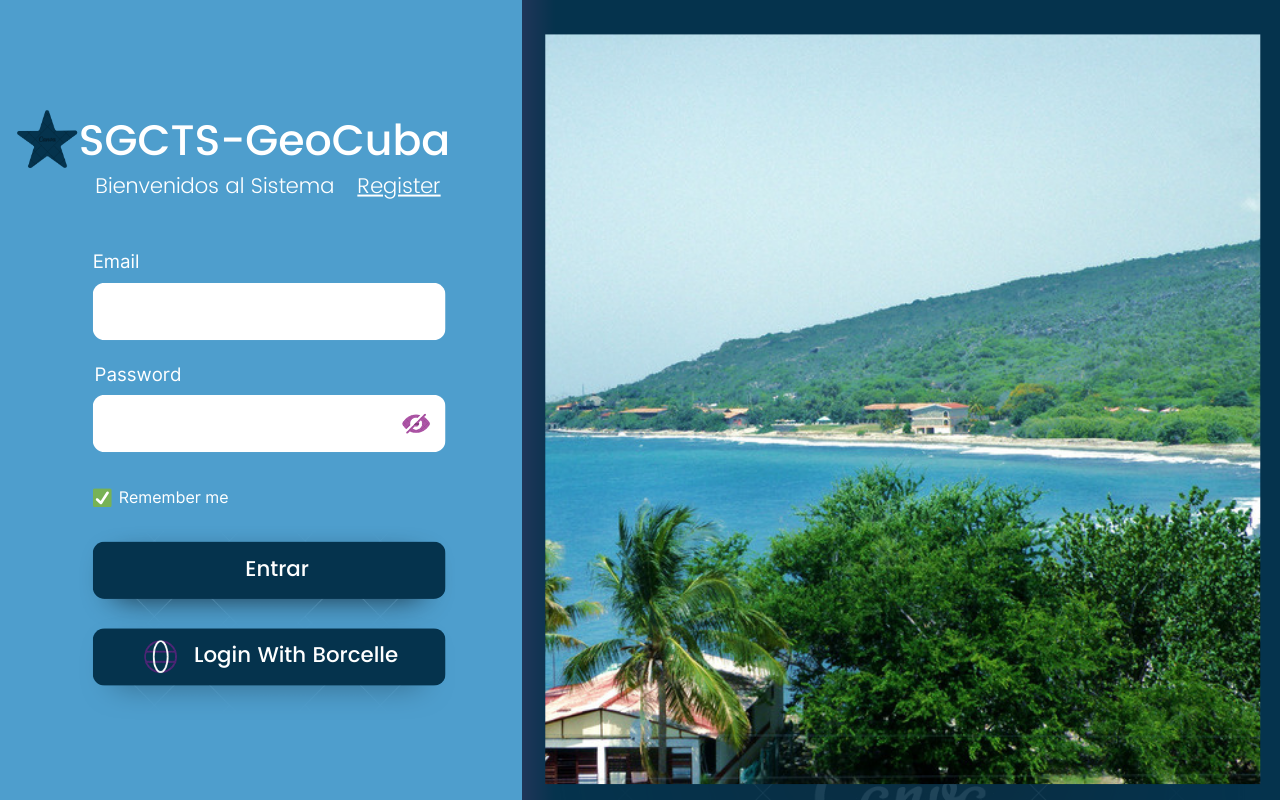 SGCTS-GeoCuba
Bienvenidos al Sistema Register
Email
Password
Remember me
Entrar
Login With Borcelle